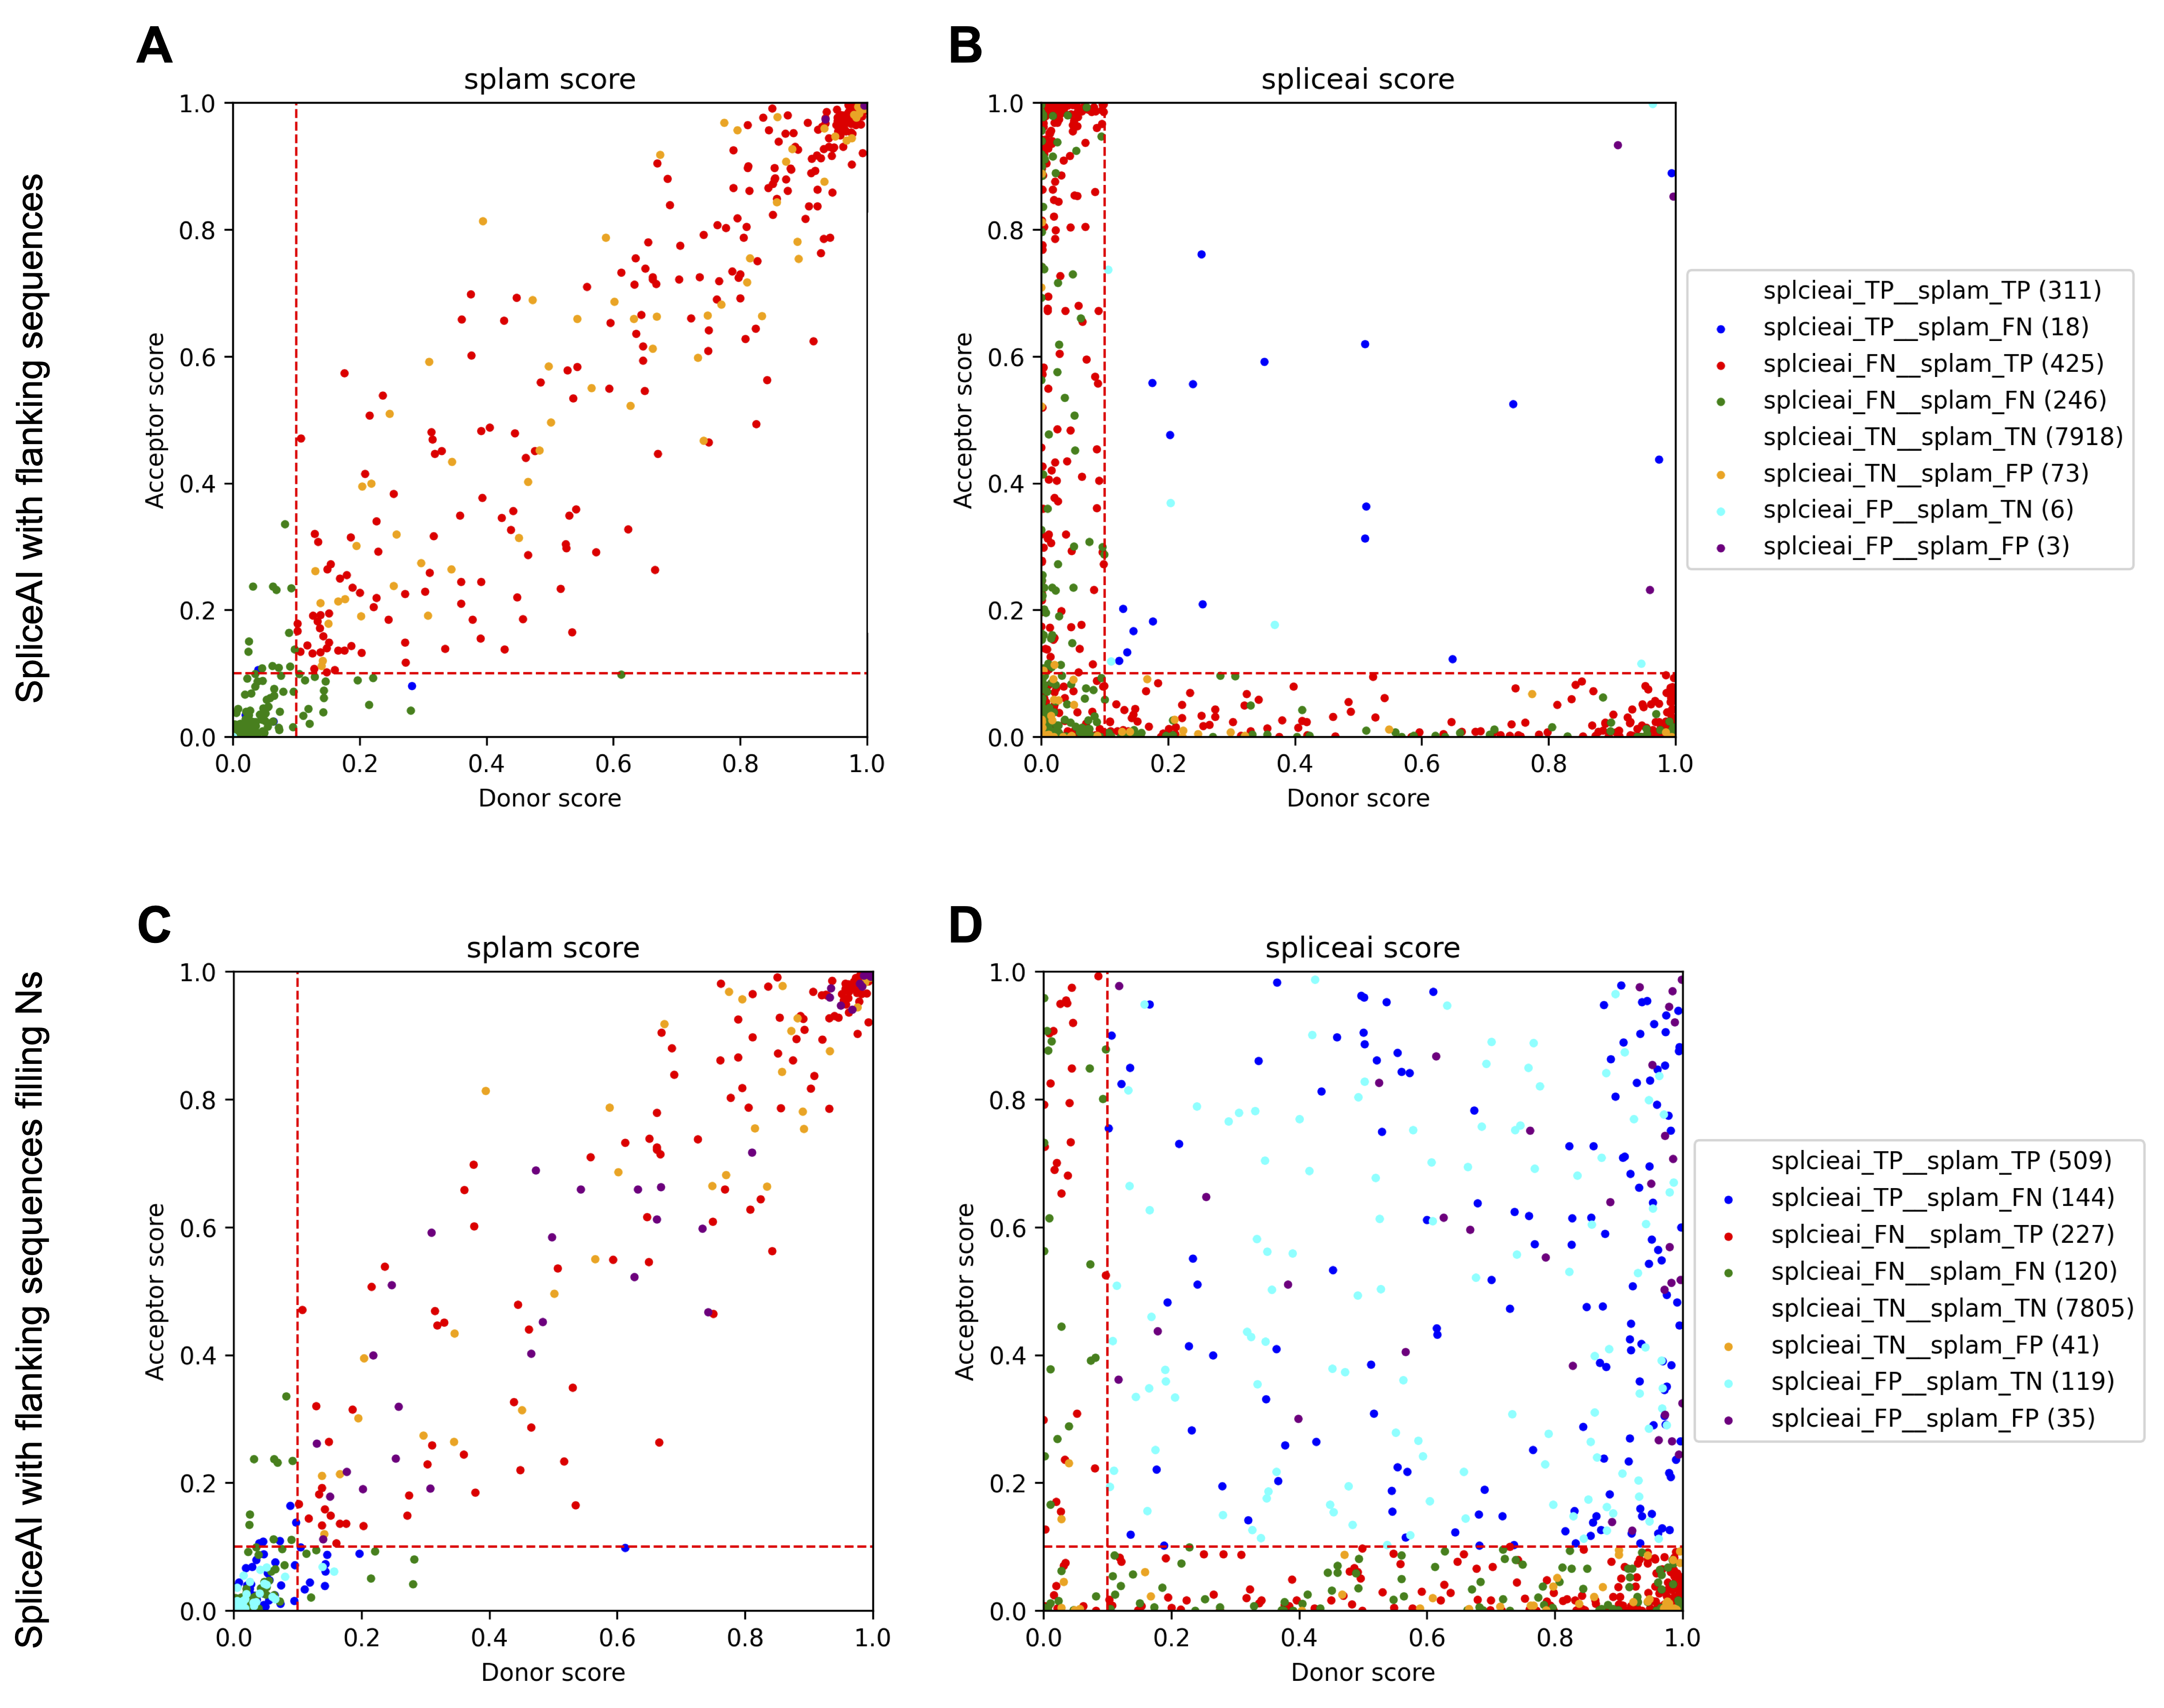 A
B
splam score
spliceai score
SpliceAI with flanking sequences
Acceptor score
1.0
0.8
0.6
0.4
0.2
0.0
0.0 0.2 0.4 0.6 0.8 1.0
Donor score
Acceptor score
1.0
0.8
0.6
0.4
0.2
0.0
0.0 0.2 0.4 0.6 0.8 1.0
Donor score
splcieai_TP__splam_TP (311)
splcieai_TP__splam_FN (18)
splcieai_FN__splam_TP (425)
splcieai_FN__splam_FN (246)
splcieai_TN__splam_TN (7918)
splcieai_TN__splam_FP (73)
splcieai_FP__splam_TN (6)
splcieai_FP__splam_FP (3)
C
D
splam score
spliceai score
SpliceAI with flanking sequences filling Ns
Acceptor score
1.0
0.8
0.6
0.4
0.2
0.0
0.0 0.2 0.4 0.6 0.8 1.0
Donor score
Acceptor score
1.0
0.8
0.6
0.4
0.2
0.0
0.0 0.2 0.4 0.6 0.8 1.0
Donor score
splcieai_TP__splam_TP (509)
splcieai_TP__splam_FN (144)
splcieai_FN__splam_TP (227)
splcieai_FN__splam_FN (120)
splcieai_TN__splam_TN (7805)
splcieai_TN__splam_FP (41)
splcieai_FP__splam_TN (119)
splcieai_FP__splam_FP (35)